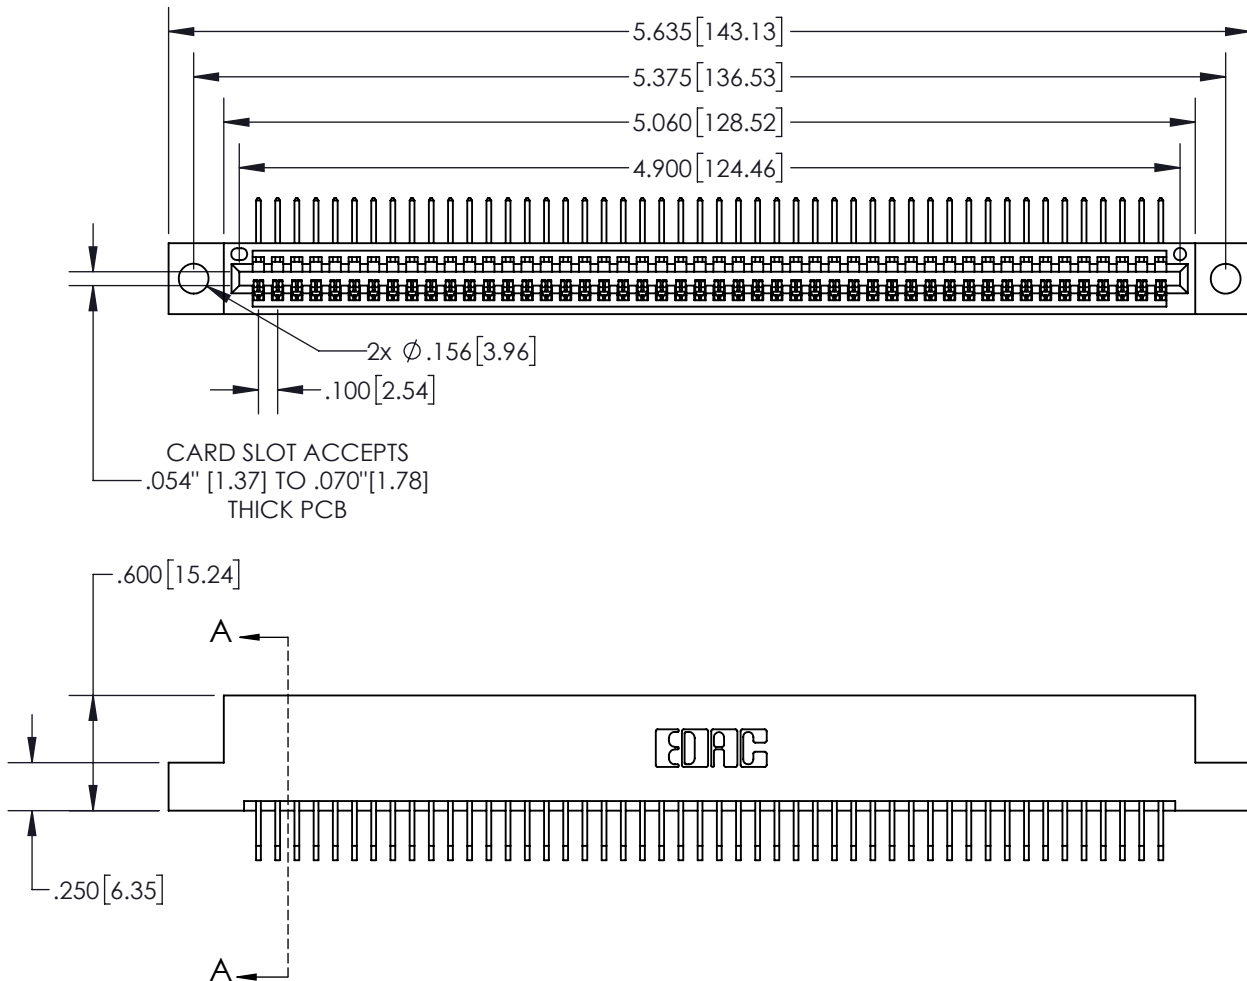 5.635[143.13]
5.375[136.53]
5.060[128.52]
4.900[124.46]
2x Ø.156[3.96]
.100[2.54]
CARD SLOT ACCEPTS
.054" [1.37] TO .070"[1.78]
THICK PCB
.600[15.24]
A
EDAC
.250[6.35]
A